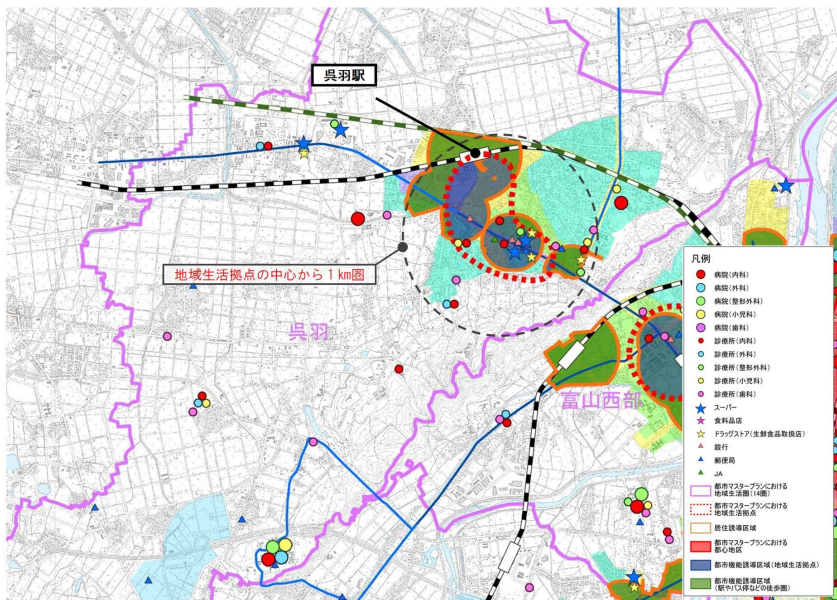 呉羽駅
地域生活拠点の中心から1km圏
呉羽
富山西部
凡例
病院(内科)
病院(外科)
病院(整形外科)
病院(小児科)
病院(歯科)
診療所(内科)
診療所(外科)
診療所(整形外科)
診療所(小児科)
診療所(歯科)
スーパー
食料品店
ドラッグストア(生鮮食品取扱店)
銀行
郵便局
JA
都市マスタープランにおける
地域生活圏(14圏)
都市マスタープランにおける
地域生活拠点
居住誘導区域
都市マスタープランにおける
都心地区
都市機能誘導区域(地域生活拠点)
都市機能誘導区域
(駅やバス停などの徒歩圏)